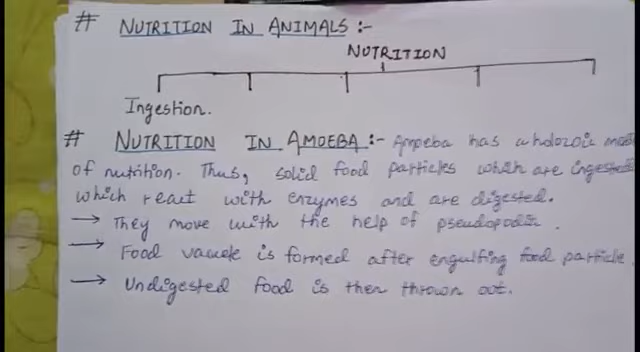 # NUTRITION IN ANIMALS :-
NUTRITION
Ingestion.
# NUTRITION IN AMOEBA :- Amoeba has a holozoic
of nutrition. Thus, solid food particles which are ingested
which react with enzymes and are digested.
→ They move with the help of pseudopodia.
→ Food vacuole is formed after engulfing food particle.
→ Undigested food is then thrown out.